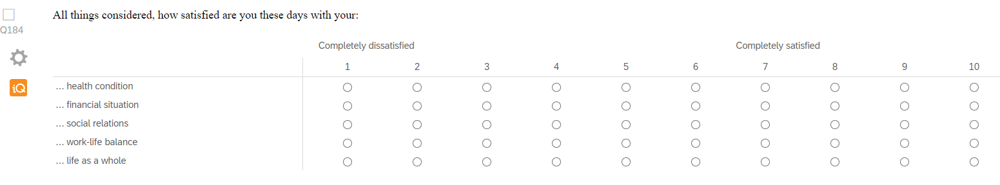 All things considered, how satisfied are you these days with your:
Q184
Completely dissatisfied Completely satisfied
1 2 3 4 5 6 7 8 9 10
iQ
... health condition
... financial situation
... social relations
... work-life balance
... life as a whole